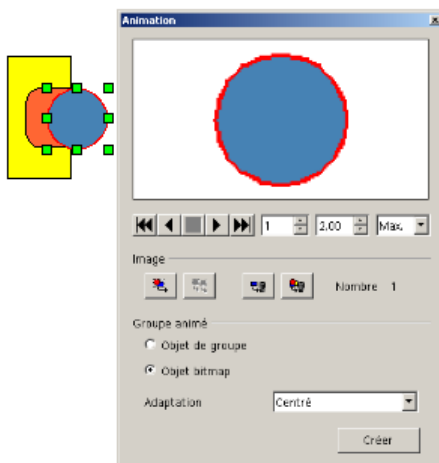 Animation
1 2.00 Max.
Image
Nombre 1
Groupe animé
Objet de groupe
Objet bitmap
Adaptation Centré
Créer